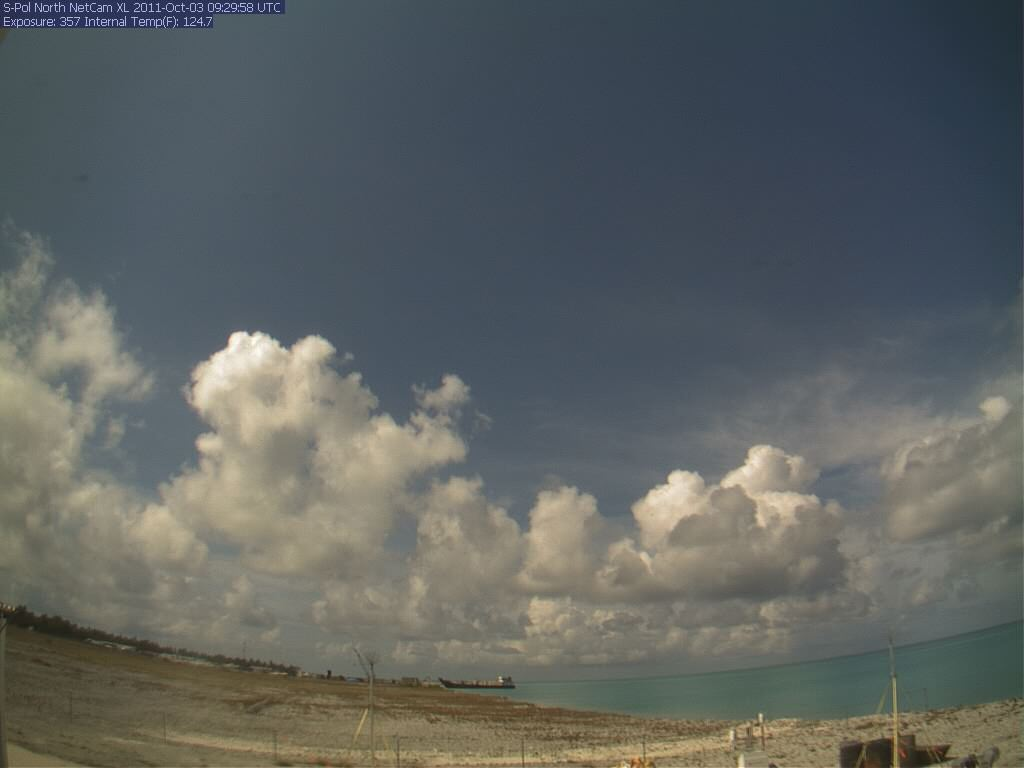 S-Pol North NetCam XL 2011-Oct-03 09:29:58 UTC
Exposure: 357 Internal Temp(F): 124.7